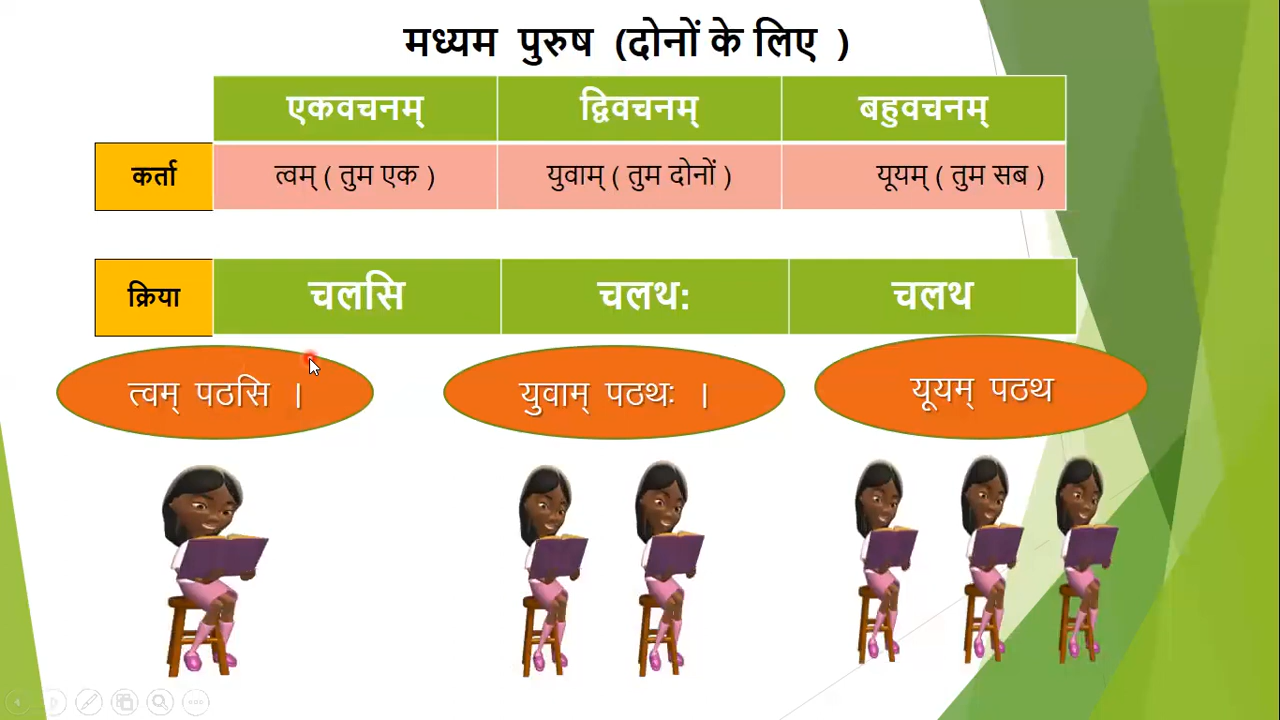 मध्यम पुरुष (दोनों के लिए )
एकवचनम् द्विवचनम् बहुवचनम्
कर्ता त्वम् ( तुम एक ) युवाम् ( तुम दोनों ) यूयम् ( तुम सब )
क्रिया चलसि चलथ: चलथ
त्वम् पठसि । युवाम् पठथः । यूयम् पठथ